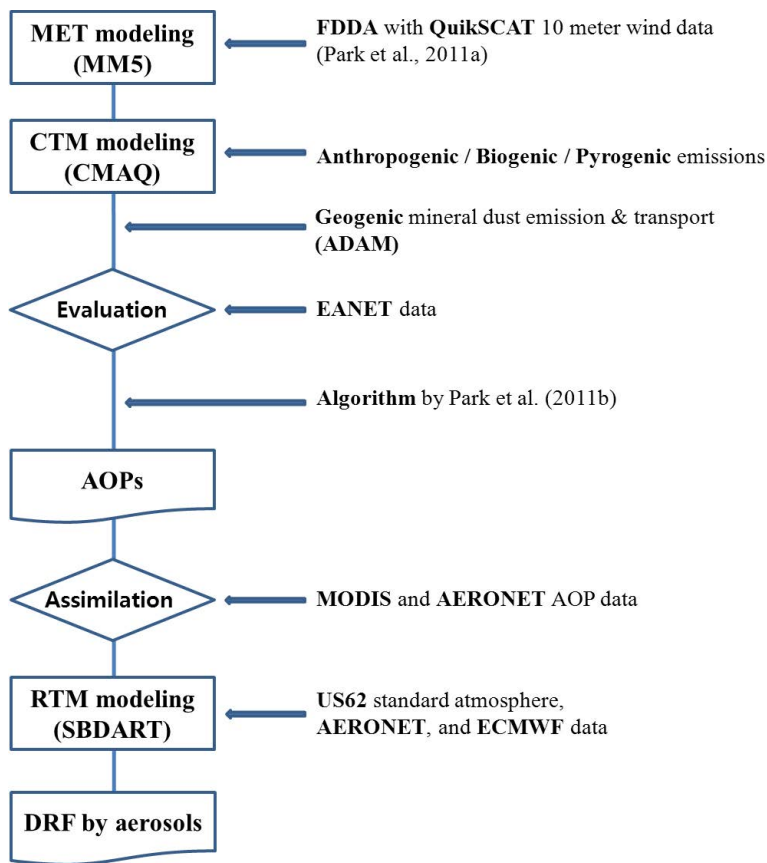 MET modeling
(MM5)
FDDA with QuikSCAT 10 meter wind data
(Park et al., 2011a)
CTM modeling
(CMAQ)
Anthropogenic / Biogenic / Pyrogenic emissions
Geogenic mineral dust emission & transport
(ADAM)
Evaluation
EANET data
Algorithm by Park et al. (2011b)
AOPs
Assimilation
MODIS and AERONET AOP data
RTM modeling
(SBDART)
US62 standard atmosphere,
AERONET, and ECMWF data
DRF by aerosols